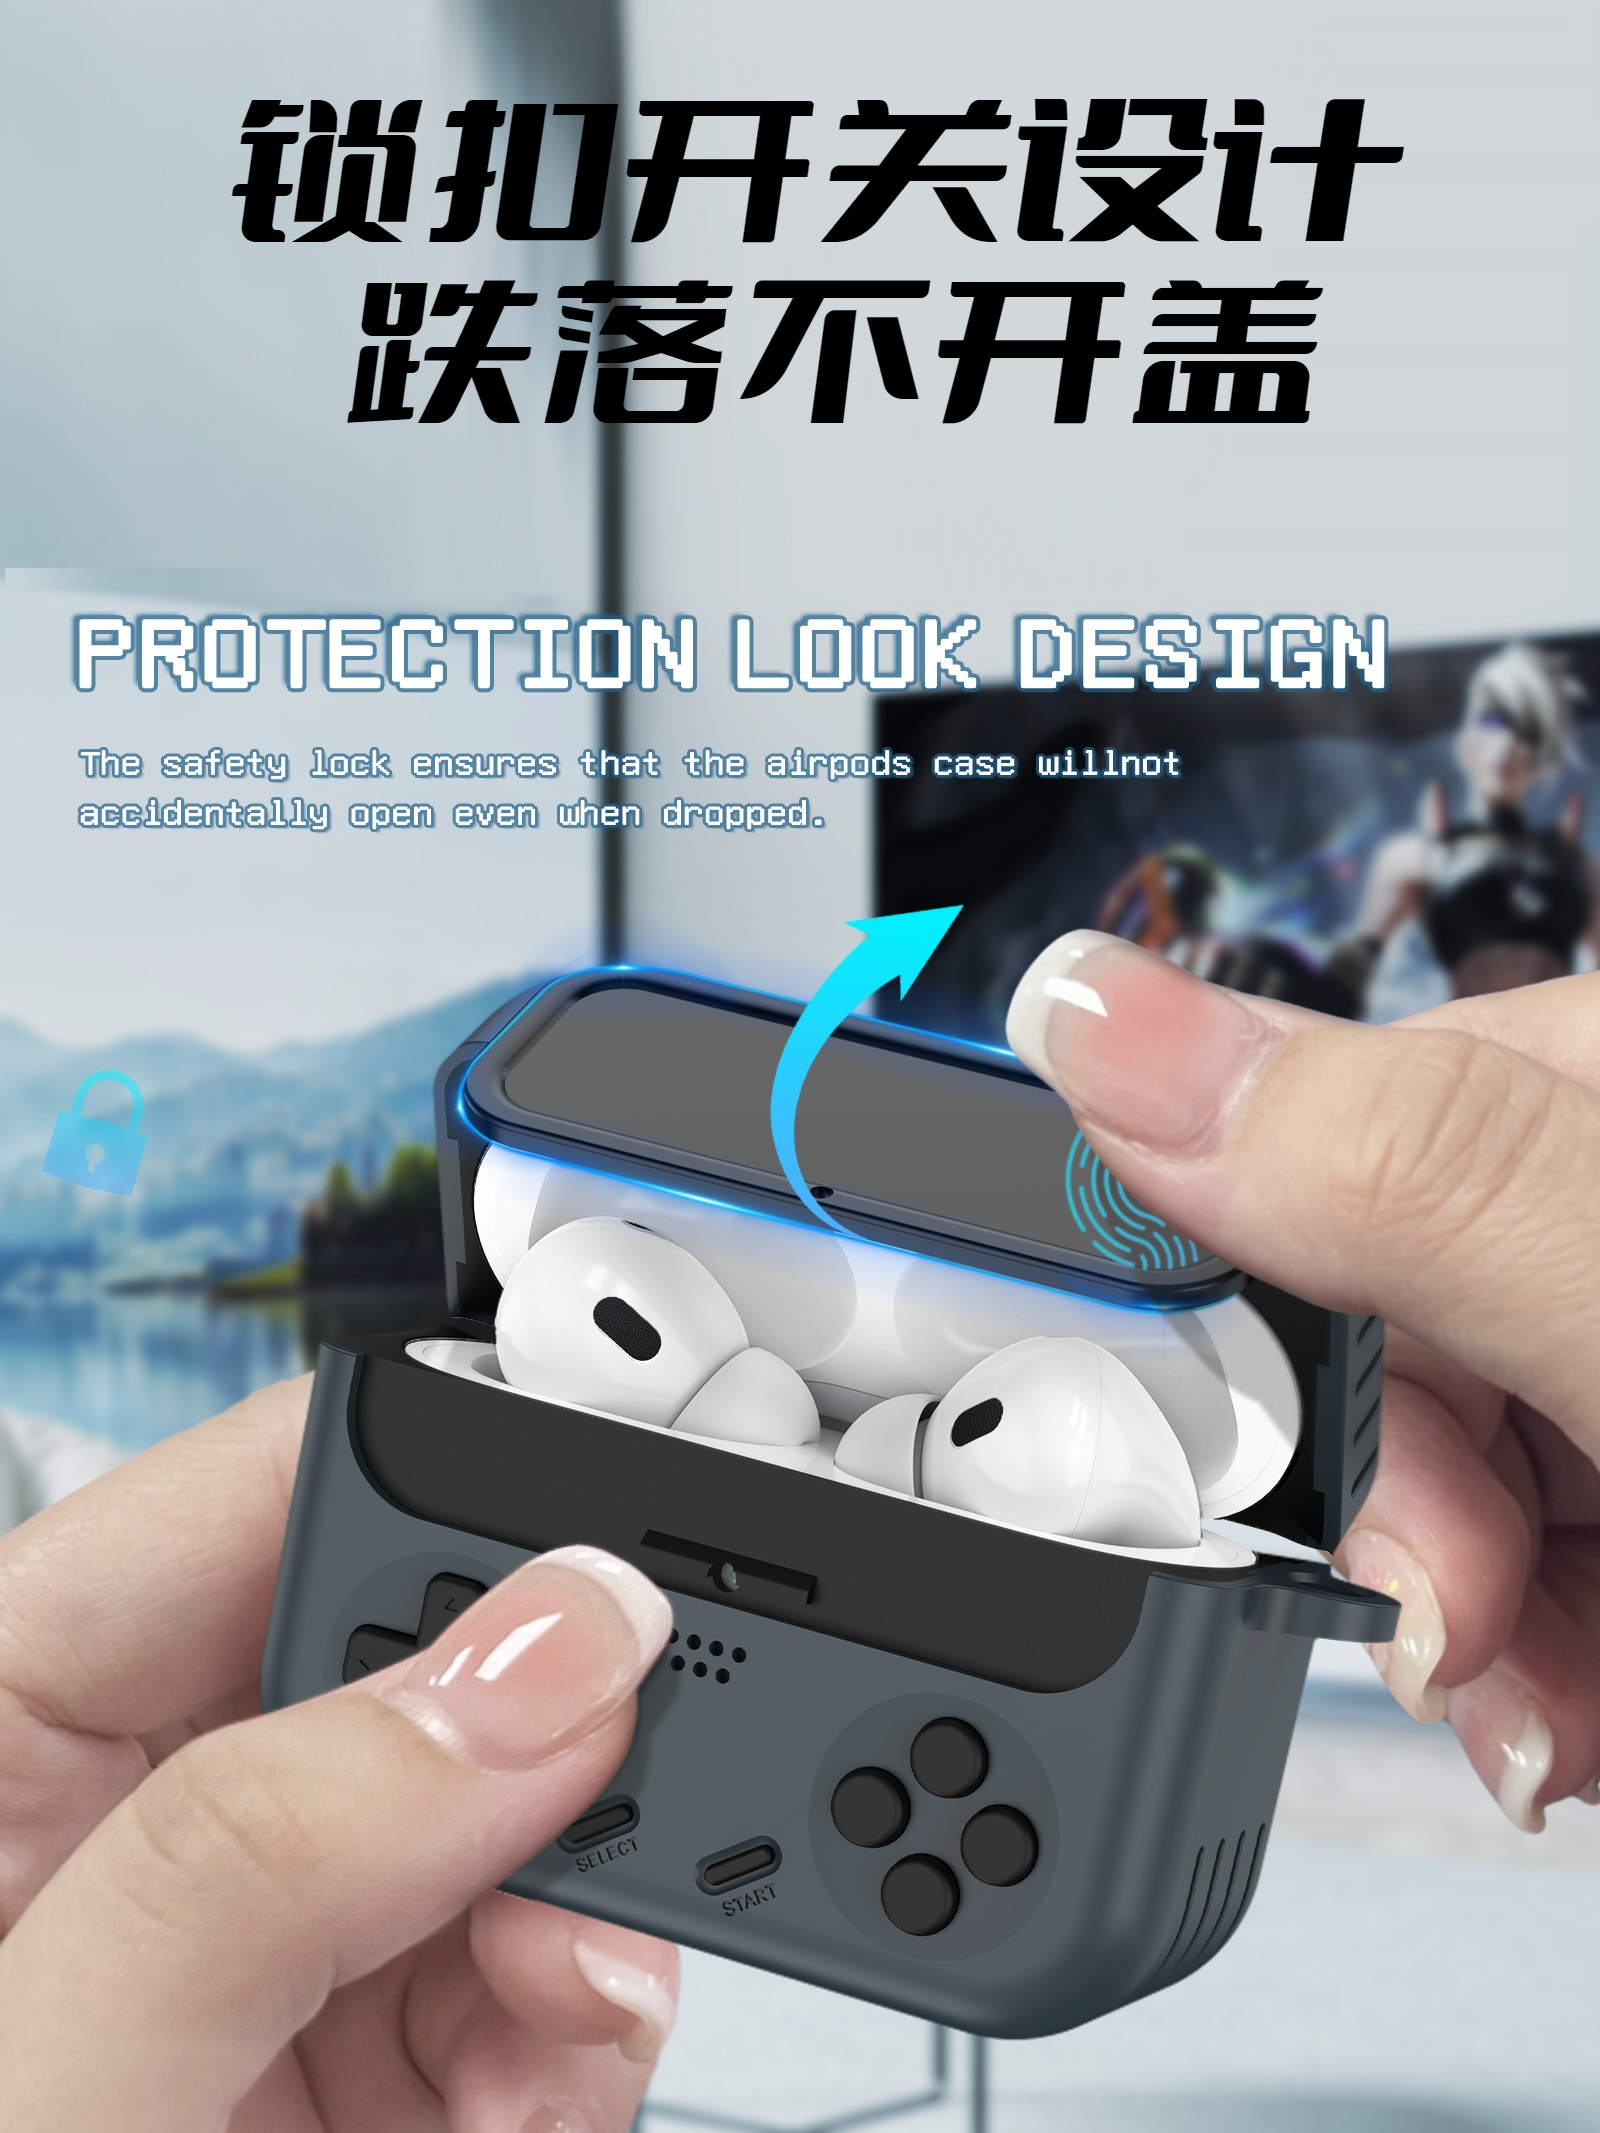 锁扣开关设计
跌落不开盖
PROTECTION LOOK DESIGN
The safety lock ensures that the airpods case willnot
accidentally open even when dropped.
SELECT
START